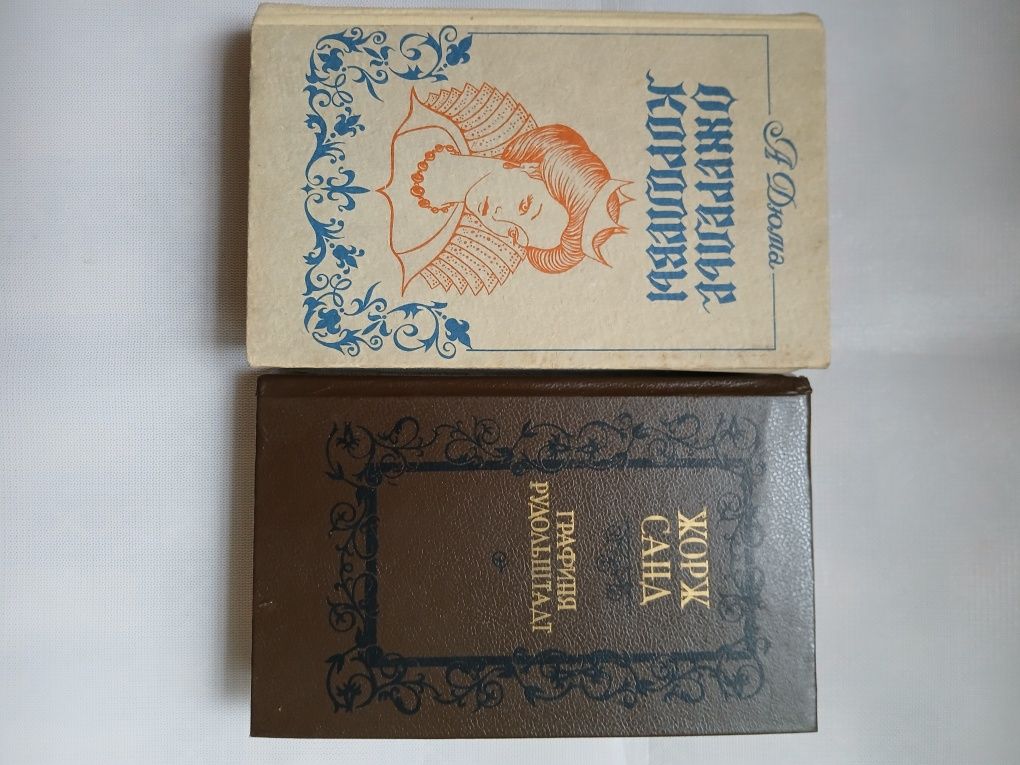 А Дюма
ОЖЕРЕЛЬЕ
КОРОЛЕВЫ
ЖОРЖ
САНД
ГРАФИНЯ
РУДОЛЬШТАДТ